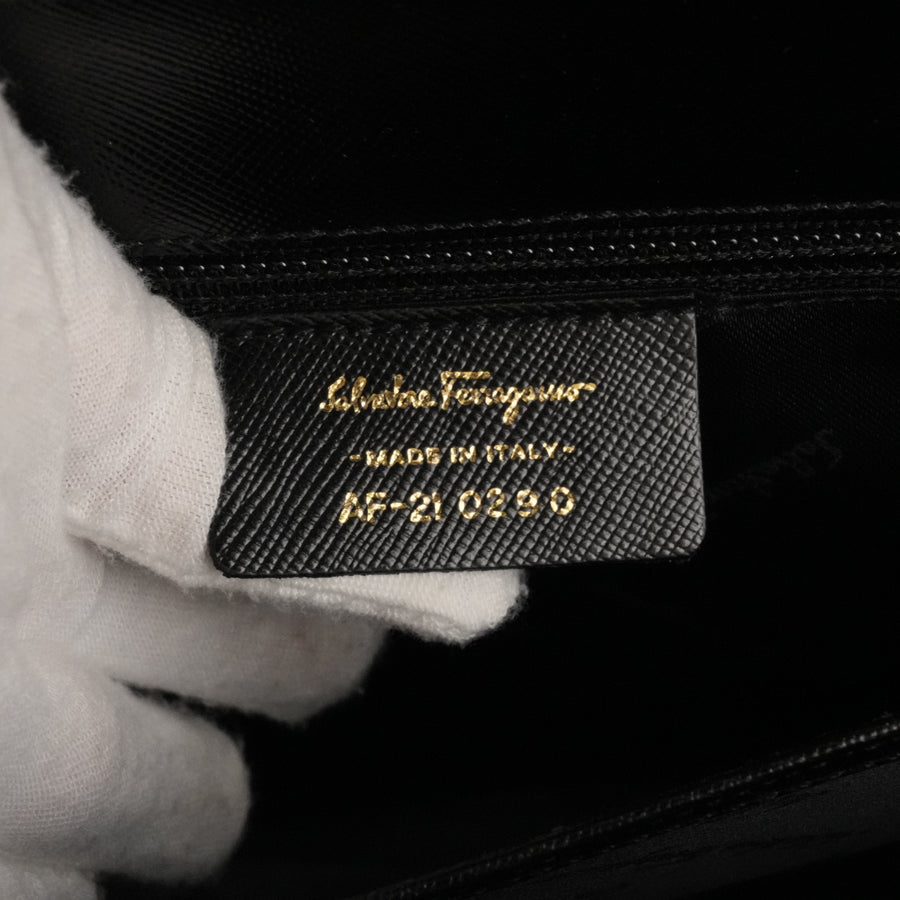 Salvatore Ferragamo
-MADE IN ITALY-
AF-21 0290